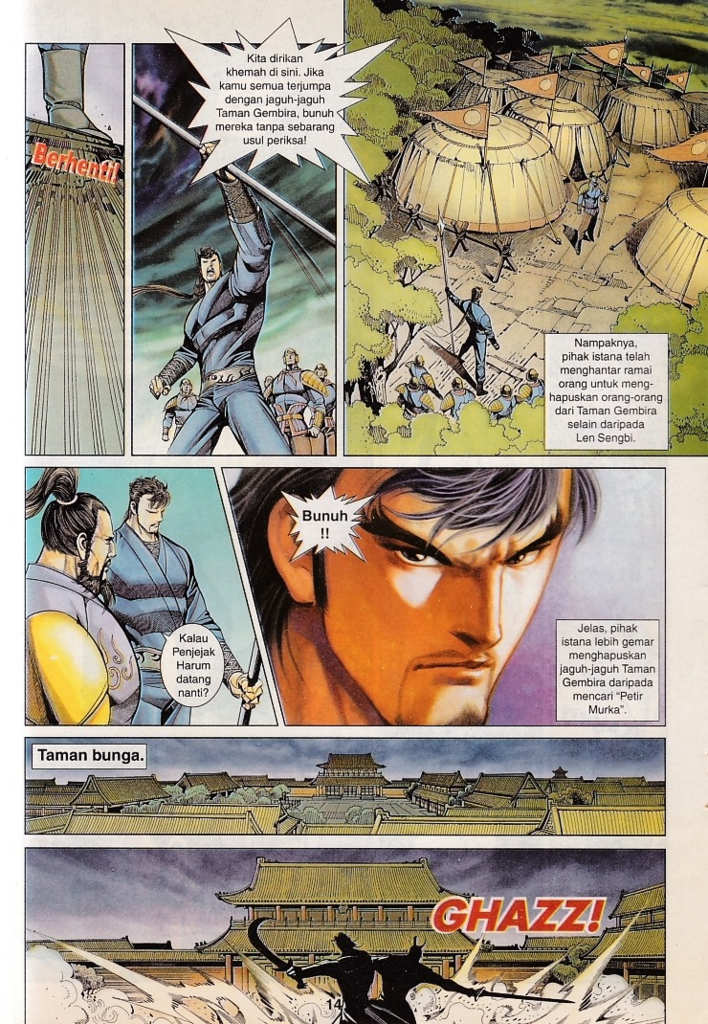 Berhenti!
Kita dirikan
khemah di sini. Jika
kamu semua terjumpa
dengan jaguh-jaguh
Taman Gembira, bunuh
mereka tanpa sebarang
usul periksa!
Nampaknya,
pihak istana telah
menghantar ramai
orang untuk meng-
hapuskan orang-orang
dari Taman Gembira
selain daripada
Len Sengbi.
Kalau
Penjejak
Harum
datang
nanti?
Bunuh
!!
Jelas, pihak
istana lebih gemar
menghapuskan
jaguh-jaguh Taman
Gembira daripada
mencari “Petir
Murka”.
Taman bunga.
GHAZZ!
14